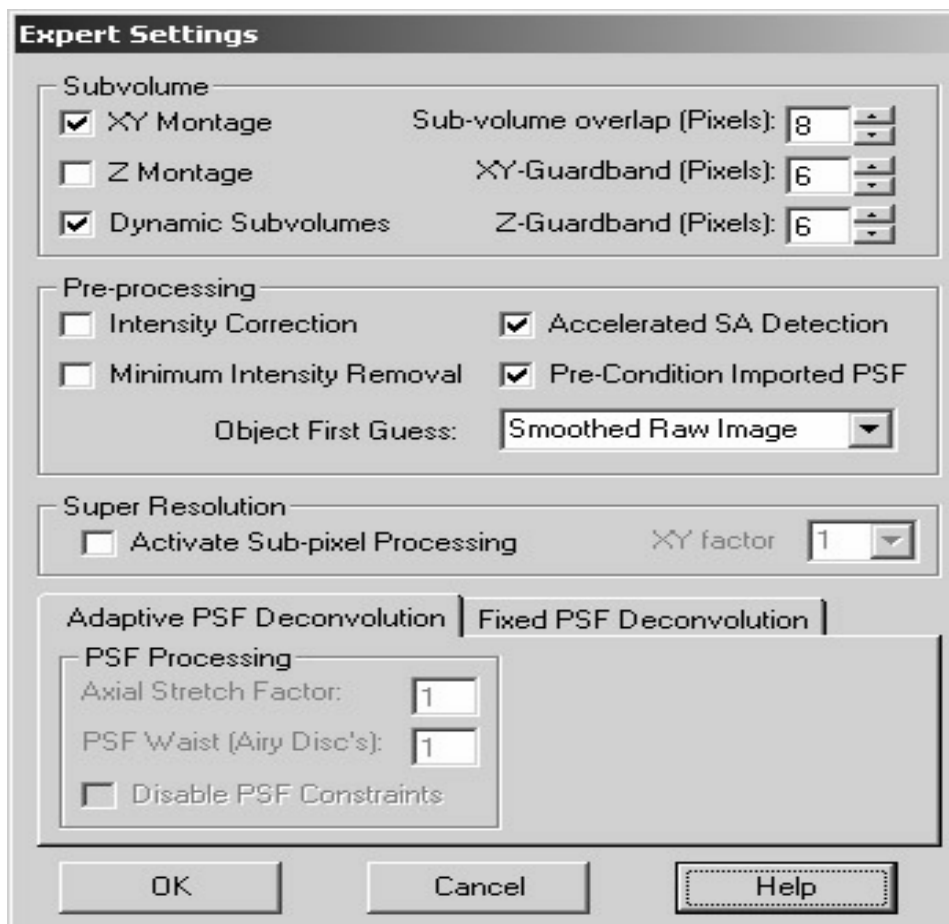 Expert Settings
Subvolume
XY Montage Sub-volume overlap (Pixels): 8
Z Montage XY-Guardband (Pixels): 6
Dynamic Subvolumes Z-Guardband (Pixels): 6
Pre-processing
Intensity Correction Accelerated SA Detection
Minimum Intensity Removal Pre-Condition Imported PSF
Object First Guess: Smoothed Raw Image
Super Resolution
Activate Sub-pixel Processing XY factor 1
Adaptive PSF Deconvolution Fixed PSF Deconvolution
PSF Processing
Axial Stretch Factor: 1
PSF Waist (Airy Disc's): 1
Disable PSF Constraints
OK Cancel Help